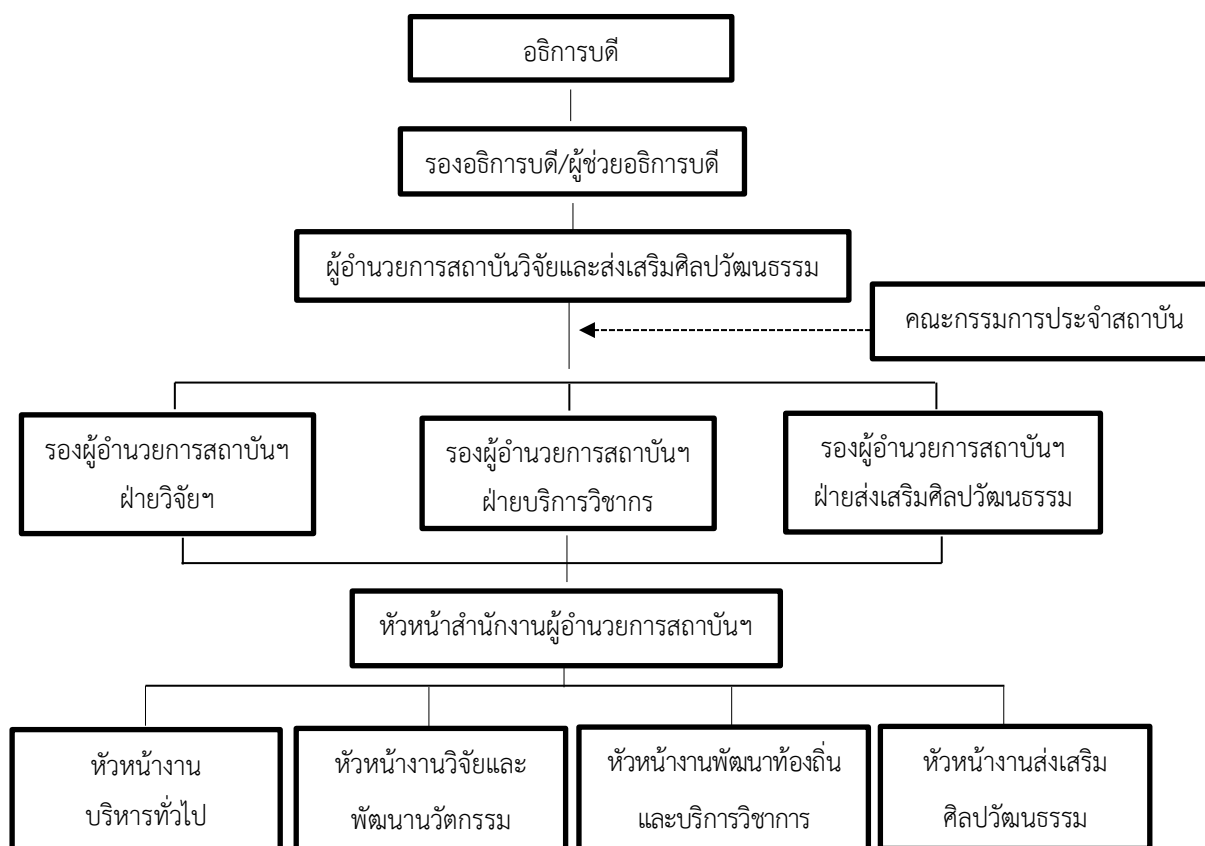 อธิการบดี
รองอธิการบดี/ผู้ช่วยอธิการบดี
ผู้อำนวยการสถาบันวิจัยและส่งเสริมศิลปวัฒนธรรม
คณะกรรมการประจำสถาบัน
รองผู้อำนวยการสถาบันฯ
ฝ่ายวิจัยฯ
รองผู้อำนวยการสถาบันฯ
ฝ่ายบริการวิชากร
รองผู้อำนวยการสถาบันฯ
ฝ่ายส่งเสริมศิลปวัฒนธรรม
หัวหน้าสำนักงานผู้อำนวยการสถาบันฯ
หัวหน้างาน
บริหารทั่วไป
หัวหน้างานวิจัยและ
พัฒนานวัตกรรม
หัวหน้างานพัฒนาท้องถิ่น
และบริการวิชาการ
หัวหน้างานส่งเสริม
ศิลปวัฒนธรรม